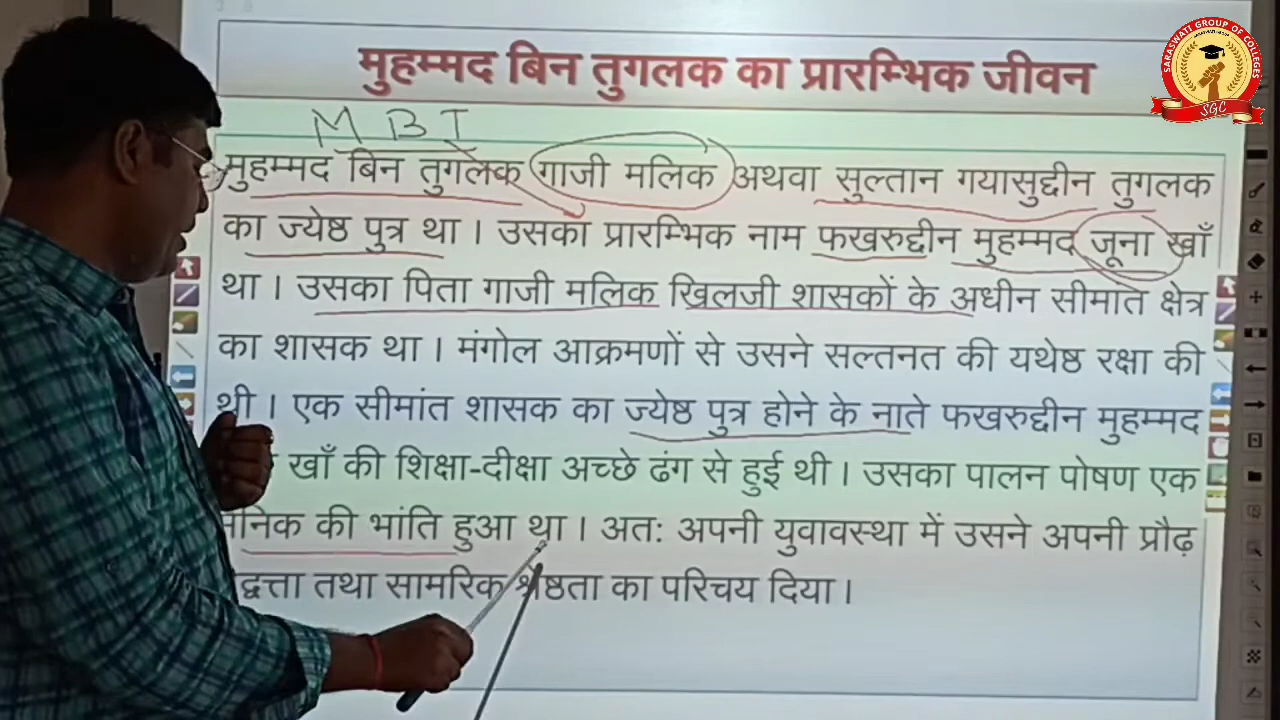 SARASWATI GROUP OF COLLEGES
SGC
मुहम्मद बिन तुगलक का प्रारम्भिक जीवन
M B T
मुहम्मद बिन तुगलक गाजी मलिक अथवा सुल्तान गयासुद्दीन तुगलक
का ज्येष्ठ पुत्र था । उसका प्रारम्भिक नाम फखरुद्दीन मुहम्मद जूना खाँ
था । उसका पिता गाजी मलिक खिलजी शासकों के अधीन सीमांत क्षेत्र
का शासक था । मंगोल आक्रमणों से उसने सल्तनत की यथेष्ठ रक्षा की
थी । एक सीमांत शासक का ज्येष्ठ पुत्र होने के नाते फखरुद्दीन मुहम्मद
खाँ की शिक्षा-दीक्षा अच्छे ढंग से हुई थी । उसका पालन पोषण एक
की भांति हुआ था । अत: अपनी युवावस्था में उसने अपनी प्रौढ़
तथा सामरिक श्रेष्ठता का परिचय दिया ।